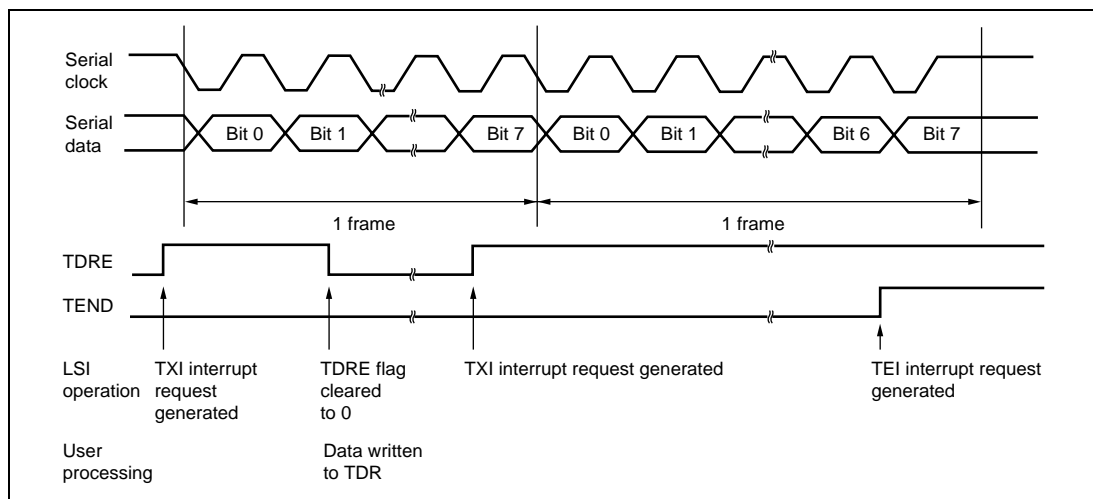 Serial
clock
Serial
data
Bit 0
Bit 1
Bit 7
Bit 0
Bit 1
Bit 6
Bit 7
1 frame
1 frame
TDRE
TEND
LSI
operation
TXI interrupt
request
generated
TDRE flag
cleared
to 0
TXI interrupt request generated
TEI interrupt request
generated
User
processing
Data written
to TDR